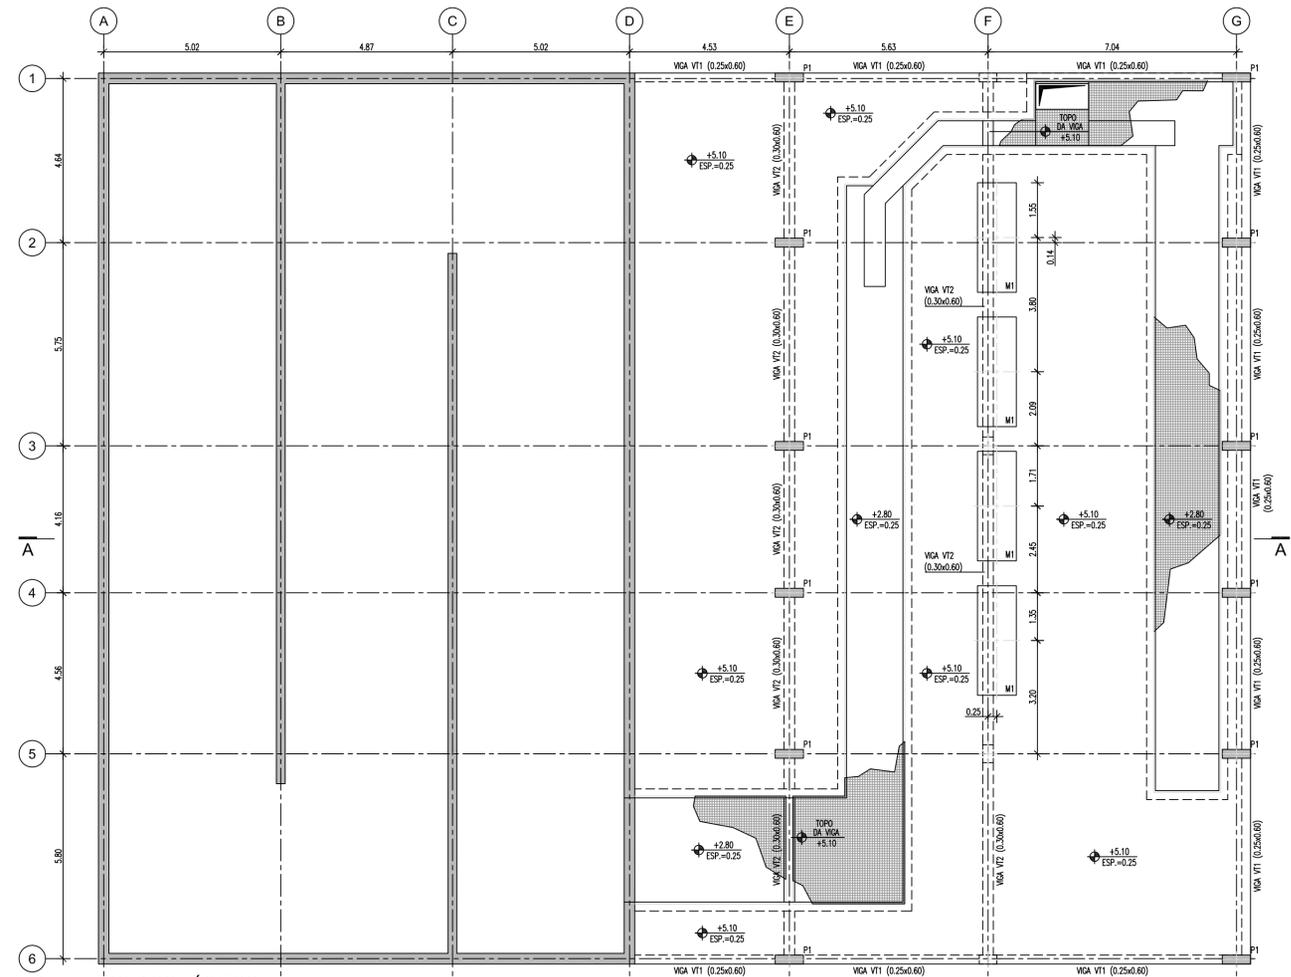 A B C D E F G
5.02 4.87 5.02 4.53 5.63 7.04
VIGA VT1 (0.25x0.60) VIGA VT1 (0.25x0.60) VIGA VT1 (0.25x0.60)
1 P1 P1
+5.10
ESP.=0.25
TOPO
DA VIGA
+5.10
+5.10
ESP.=0.25
4.64
VIGA VT2 (0.30x0.60)
VIGA VT1 (0.25x0.60)
1.55
2 P1 P1
0.14
M1
VIGA VT2
(0.30x0.60)
3.80
5.75
VIGA VT2 (0.30x0.60)
+5.10
ESP.=0.25
VIGA VT1 (0.25x0.60)
2.09
M1
3 P1 P1
1.71
4.16
VIGA VT2 (0.30x0.60)
VIGA VT1
(0.25x0.60)
+2.80
ESP.=0.25
+5.10
ESP.=0.25
+2.80
ESP.=0.25
A A
2.45
VIGA VT2
(0.30x0.60)
M1
4 P1 P1
1.35
4.56
VIGA VT2 (0.30x0.60)
+5.10
ESP.=0.25
+5.10
ESP.=0.25
VIGA VT1 (0.25x0.60)
M1
3.20
0.25
5 P1 P1
TOPO
DA VIGA
+5.10
+2.80
ESP.=0.25
5.80
VIGA VT2 (0.30x0.60)
VIGA VT2 (0.30x0.60)
+5.10
ESP.=0.25
VIGA VT1 (0.25x0.60)
+5.10
ESP.=0.25
6 P1 P1
VIGA VT1 (0.25x0.60) VIGA VT1 (0.25x0.60) VIGA VT1 (0.25x0.60)